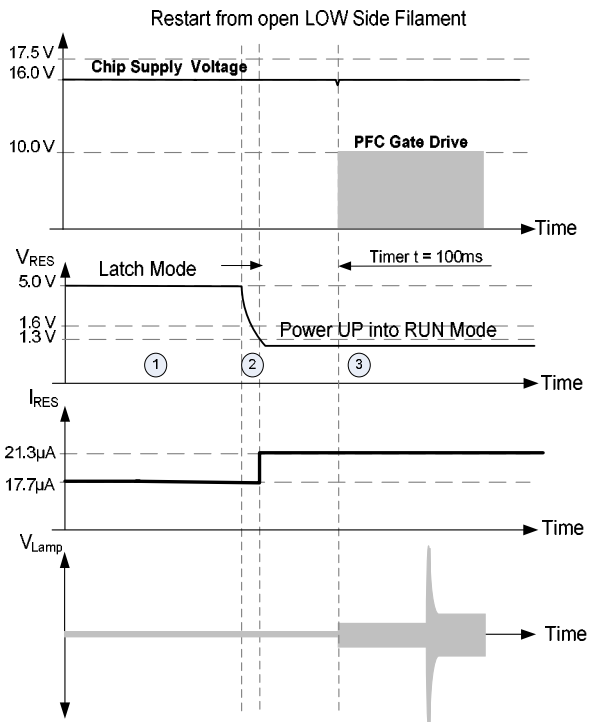 Restart from open LOW Side Filament
17.5 V
16.0 V
Chip Supply Voltage
10.0 V
PFC Gate Drive
Time
VRES
Latch Mode
Timer t = 100ms
5.0 V
1.6 V
1.3 V
Power UP into RUN Mode
1
2
3
Time
IRES
21.3µA
17.7µA
Time
VLamp
Time